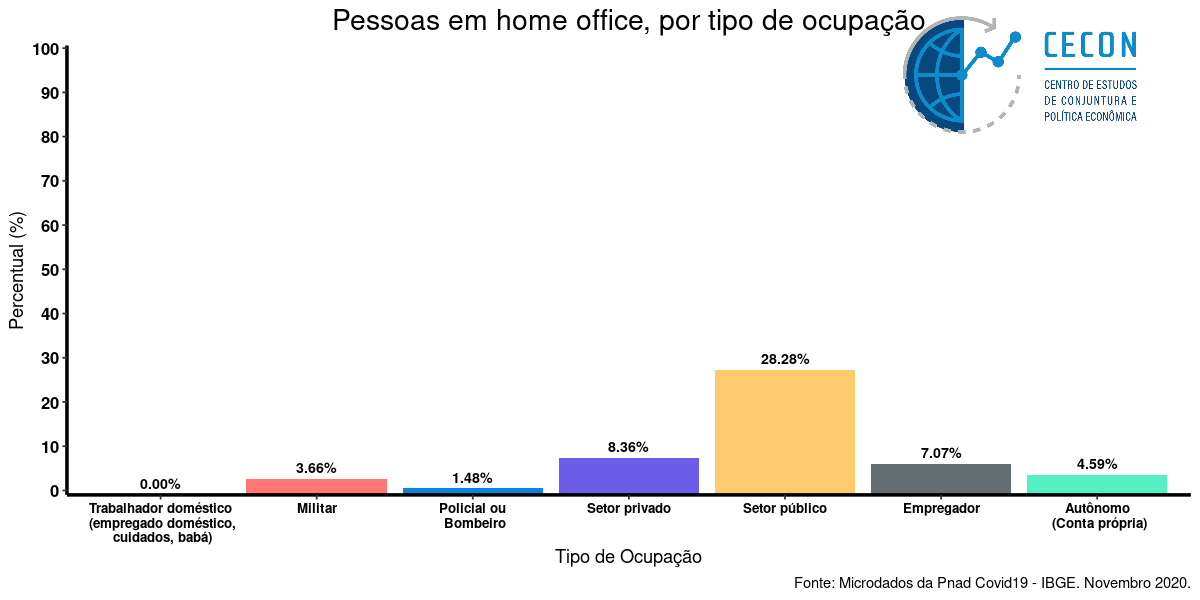 Pessoas em home office, por tipo de ocupação
CECON
CENTRO DE ESTUDOS
DE CONJUNTURA E
POLÍTICA ECONÔMICA
Percentual (%)
100
90
80
70
60
50
40
30
20
10
0
0.00%
3.66%
1.48%
8.36%
28.28%
7.07%
4.59%
Trabalhador doméstico
(empregado doméstico,
cuidados, babá)
Militar
Policial ou
Bombeiro
Setor privado
Setor público
Empregador
Autônomo
(Conta própria)
Tipo de Ocupação
Fonte: Microdados da Pnad Covid19 - IBGE. Novembro 2020.